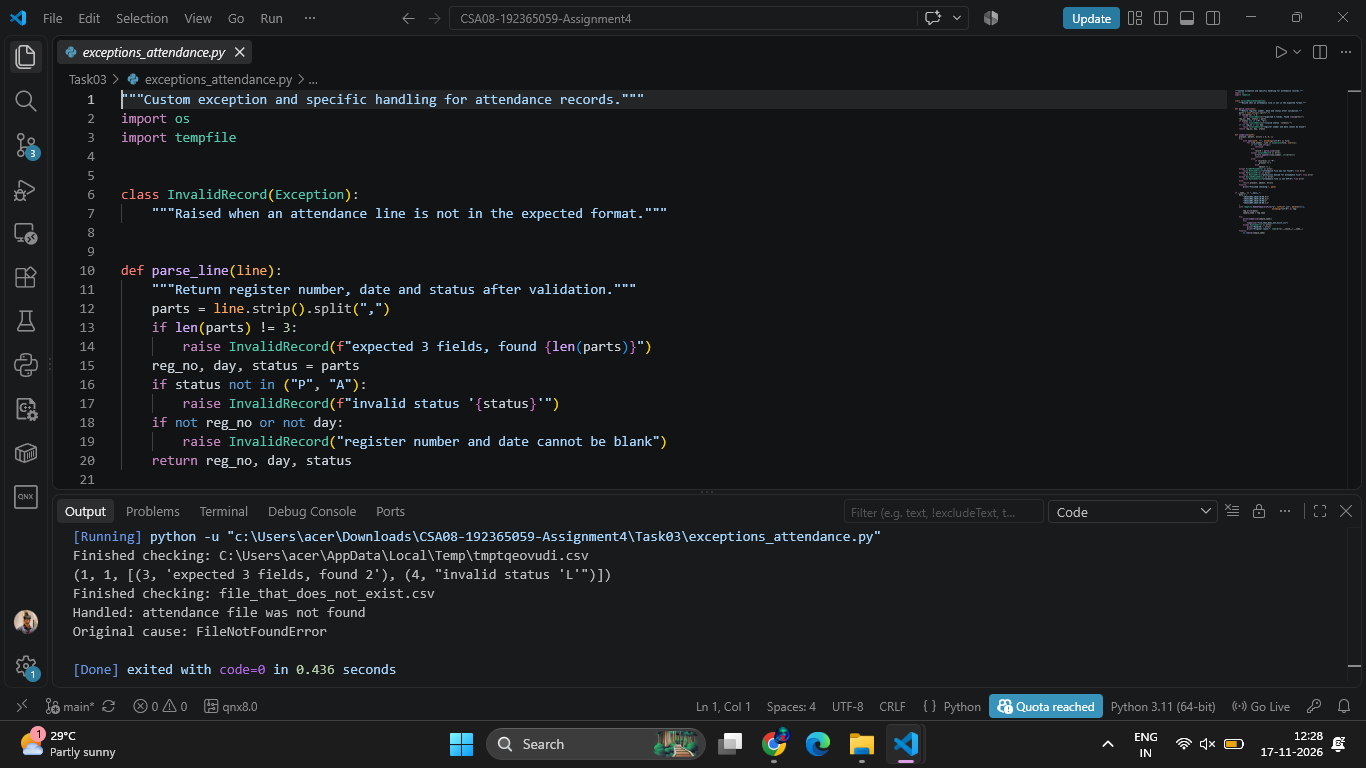 File Edit Selection View Go Run ··· CSA08-192365059-Assignment4 Update
exceptions_attendance.py
Task03 > exceptions_attendance.py > ...
1 """Custom exception and specific handling for attendance records."""
2 import os
3 import tempfile
4
5
6 class InvalidRecord(Exception):
7 """Raised when an attendance line is not in the expected format."""
8
9
10 def parse_line(line):
11 """Return register number, date and status after validation."""
12 parts = line.strip().split(",")
13 if len(parts) != 3:
14 raise InvalidRecord(f"expected 3 fields, found {len(parts)}")
15 reg_no, day, status = parts
16 if status not in ("P", "A"):
17 raise InvalidRecord(f"invalid status '{status}'")
18 if not reg_no or not day:
19 raise InvalidRecord("register number and date cannot be blank")
20 return reg_no, day, status
21
3
QNX
1
Output Problems Terminal Debug Console Ports Filter (e.g. text, !excludeText, t... Code
[Running] python -u "c:\Users\acer\Downloads\CSA08-192365059-Assignment4\Task03\exceptions_attendance.py"
Finished checking: C:\Users\acer\AppData\Local\Temp\tmptqeovudi.csv
(1, 1, [(3, 'expected 3 fields, found 2'), (4, "invalid status 'L'")])
Finished checking: file_that_does_not_exist.csv
Handled: attendance file was not found
Original cause: FileNotFoundError
[Done] exited with code=0 in 0.436 seconds
main* 0 0 qnx8.0 Ln 1, Col 1 Spaces: 4 UTF-8 CRLF { } Python Quota reached Python 3.11 (64-bit) Go Live
1
29°C
Partly sunny
Search
ENG
IN
12:28
17-11-2026